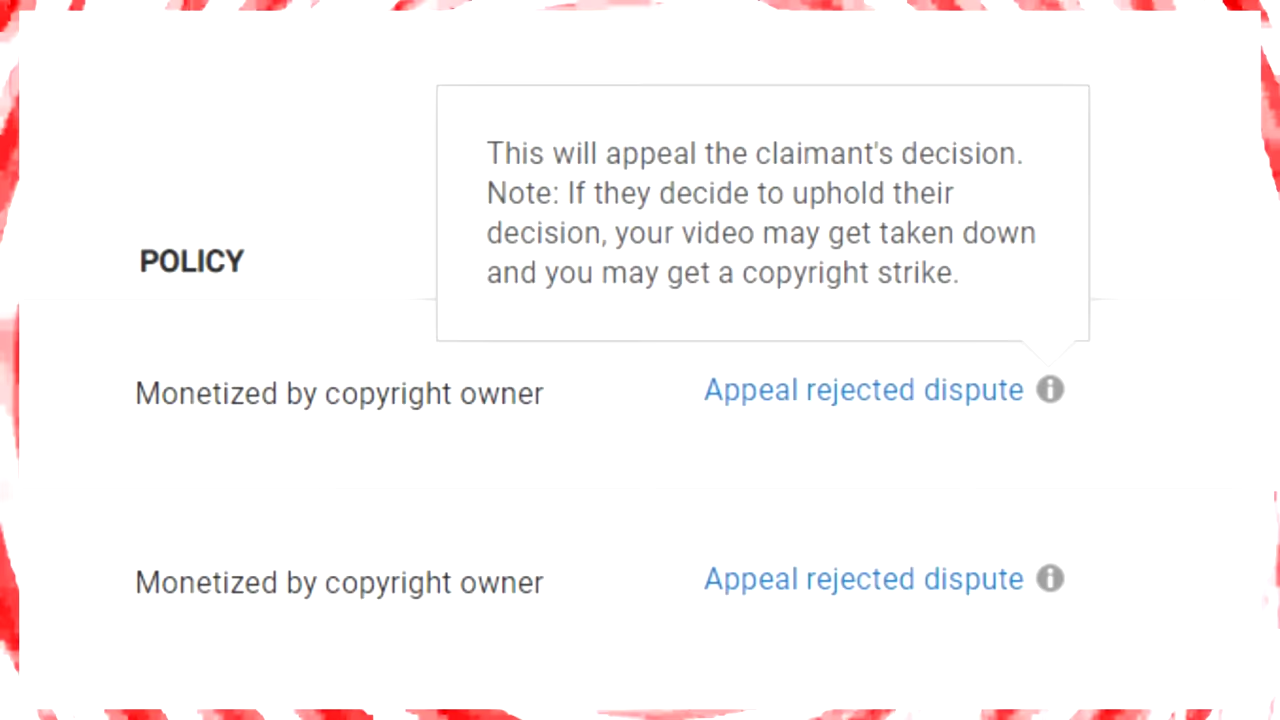 This will appeal the claimant's decision.
Note: If they decide to uphold their
decision, your video may get taken down
and you may get a copyright strike.
POLICY
Monetized by copyright owner
Appeal rejected dispute
Monetized by copyright owner
Appeal rejected dispute